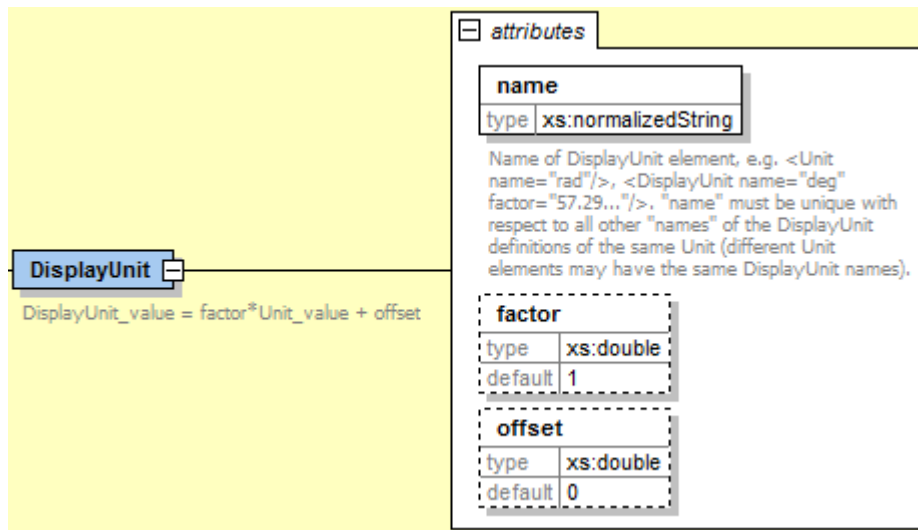 attributes
name
type xs:normalizedString
Name of DisplayUnit element, e.g. <Unit
name="rad"/>, <DisplayUnit name="deg"
factor="57.29..."/>. "name" must be unique with
respect to all other "names" of the DisplayUnit
definitions of the same Unit (different Unit
elements may have the same DisplayUnit names).
DisplayUnit
DisplayUnit_value = factor*Unit_value + offset
factor
type xs:double
default 1
offset
type xs:double
default 0